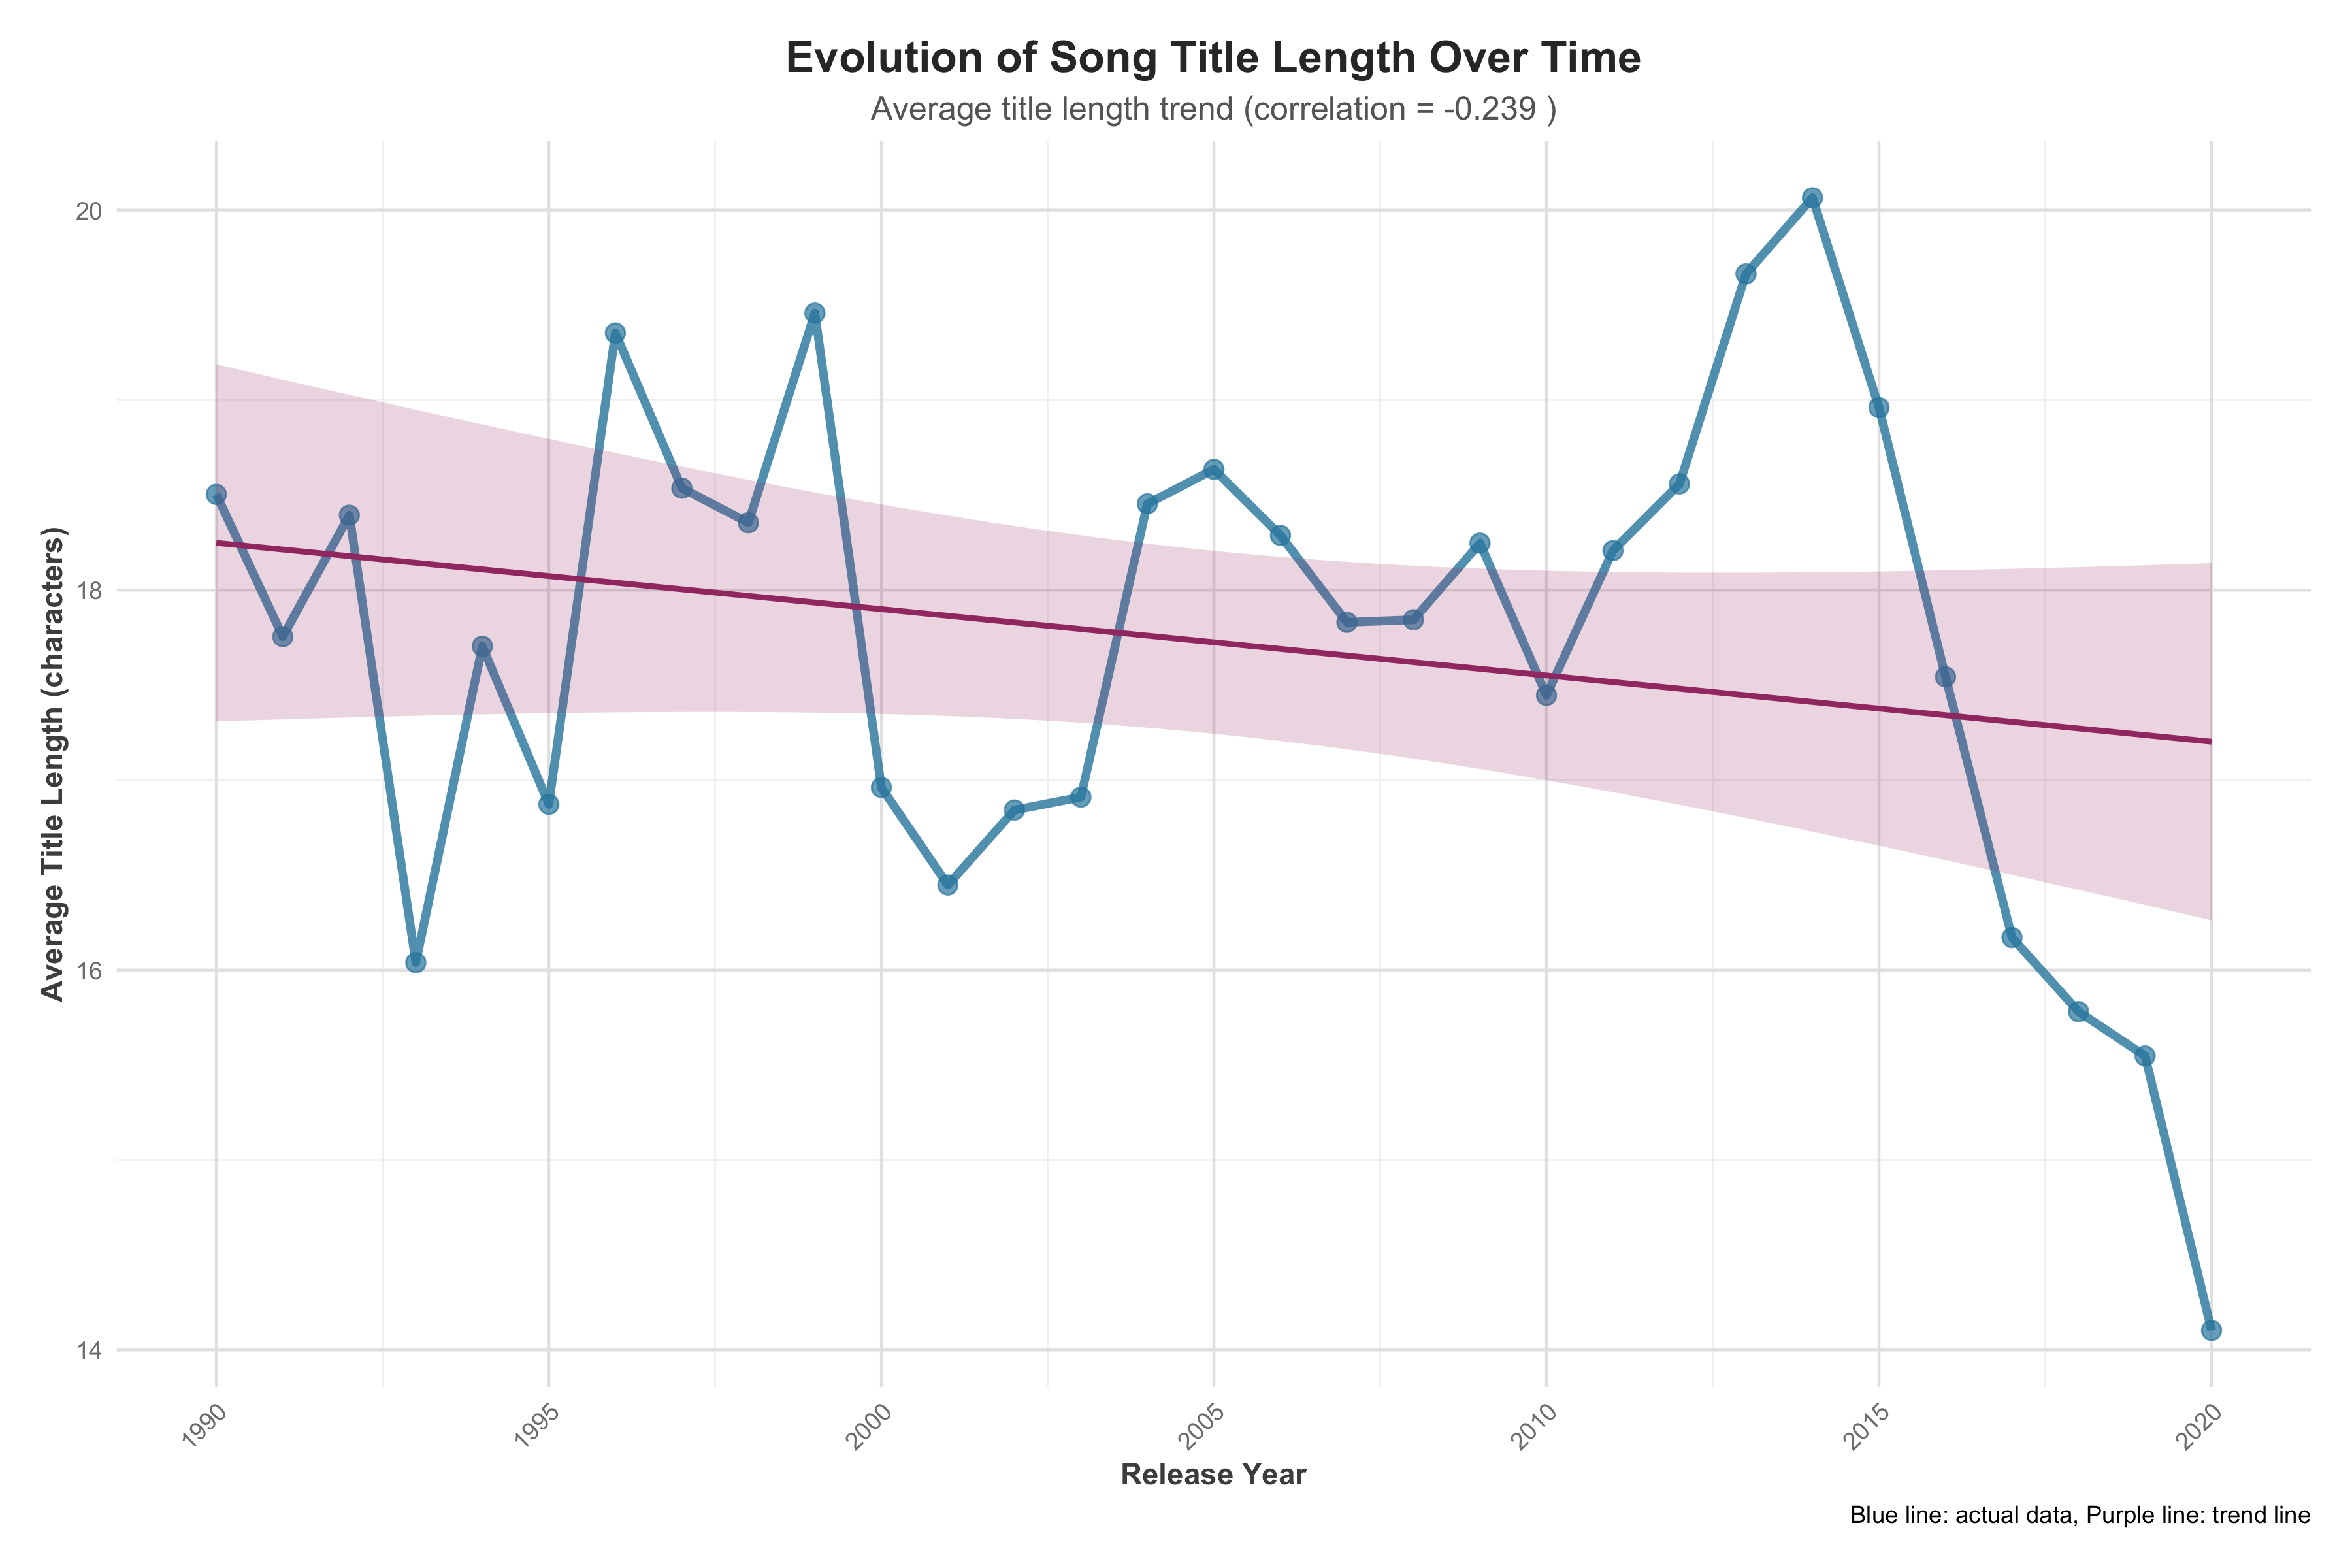 Evolution of Song Title Length Over Time
Average title length trend (correlation = -0.239 )
Average Title Length (characters)
20
18
16
14
1990
1995
2000
2005
2010
2015
2020
Release Year
Blue line: actual data, Purple line: trend line